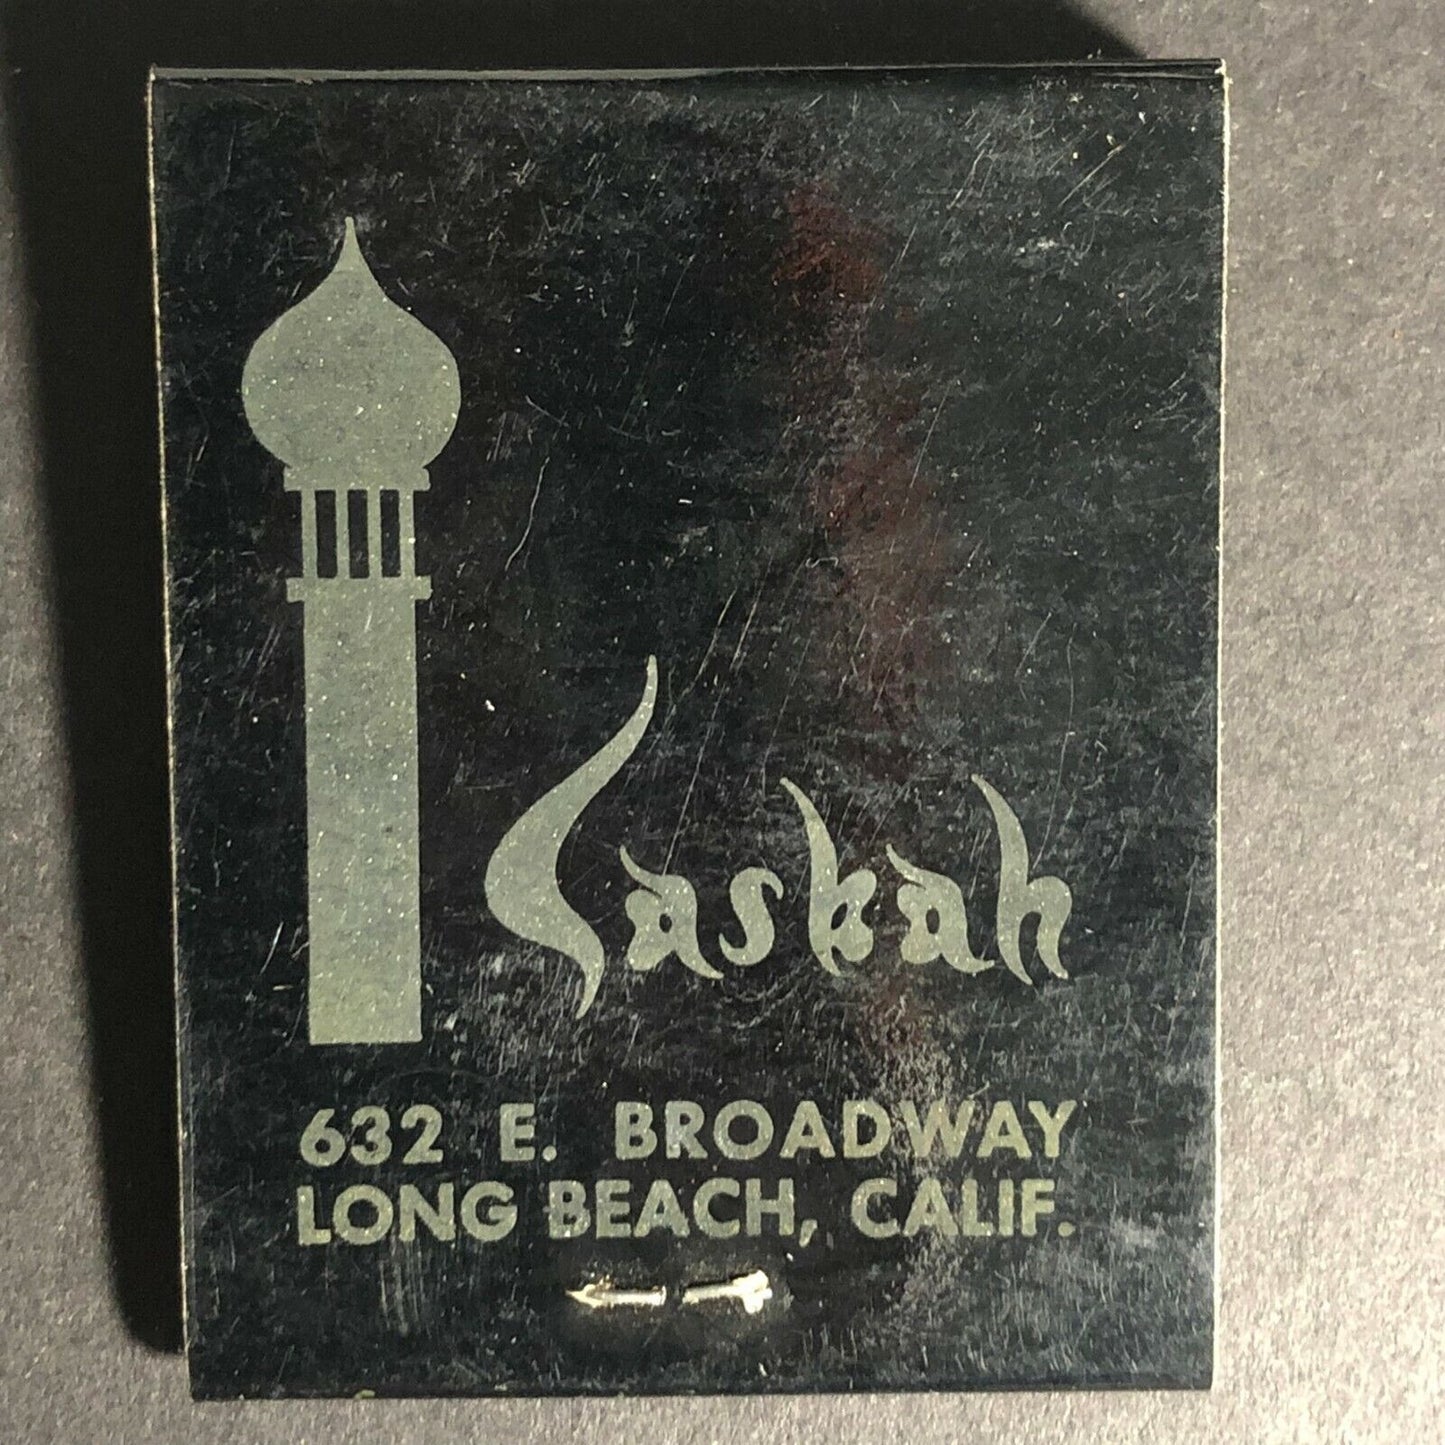 Casbah
632 E. BROADWAY
LONG BEACH, CALIF.